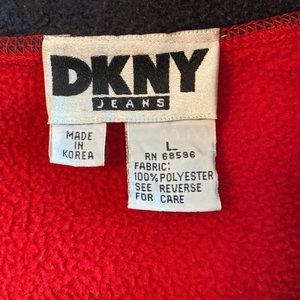 DKNY
JEANS
MADE
IN
KOREA
L
RN 68596
FABRIC:
100% POLYESTER
SEE REVERSE
FOR CARE